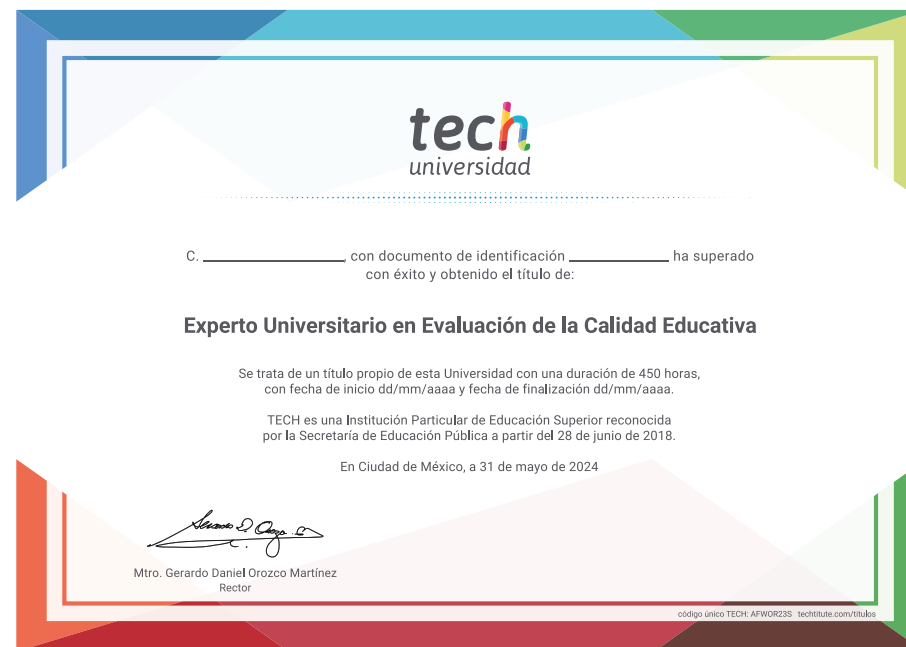 tech
universidad
C. ____________, con documento de identificación ____________ ha superado
con éxito y obtenido el título de:
Experto Universitario en Evaluación de la Calidad Educativa
Se trata de un título propio de esta Universidad con una duración de 450 horas,
con fecha de inicio dd/mm/aaaa y fecha de finalización dd/mm/aaaa.
TECH es una Institución Particular de Educación Superior reconocida
por la Secretaría de Educación Pública a partir del 28 de junio de 2018.
En Ciudad de México, a 31 de mayo de 2024
Mtro. Gerardo Daniel Orozco Martínez
Rector
código único TECH: AFWOR23S techtitute.com/titulos